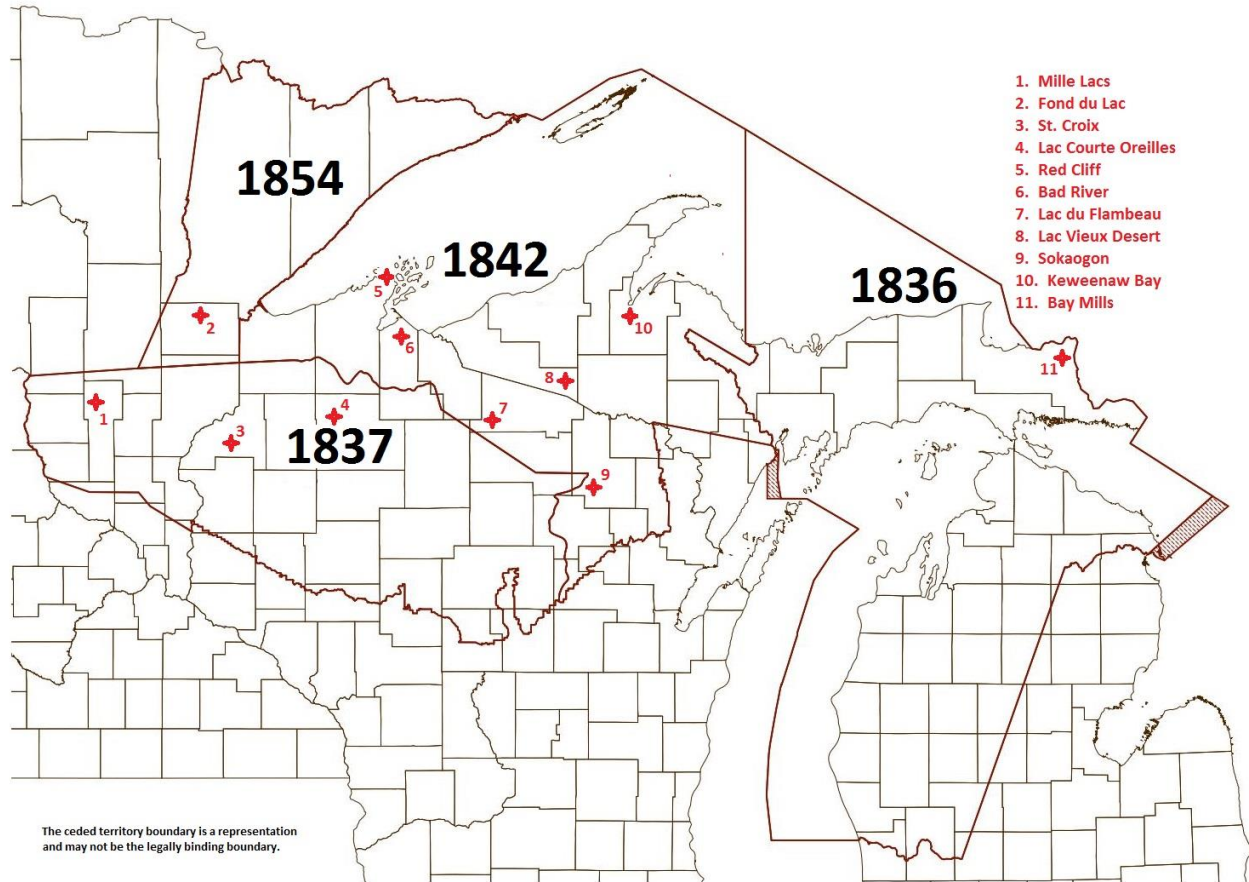 1. Mille Lacs
2. Fond du Lac
3. St. Croix
4. Lac Courte Oreilles
5. Red Cliff
6. Bad River
7. Lac du Flambeau
8. Lac Vieux Desert
9. Sokaogon
10. Keweenaw Bay
11. Bay Mills
1854
1842
1836
1837
5
2
10
6
11
8
1
4
7
3
9
The ceded territory boundary is a representation
and may not be the legally binding boundary.